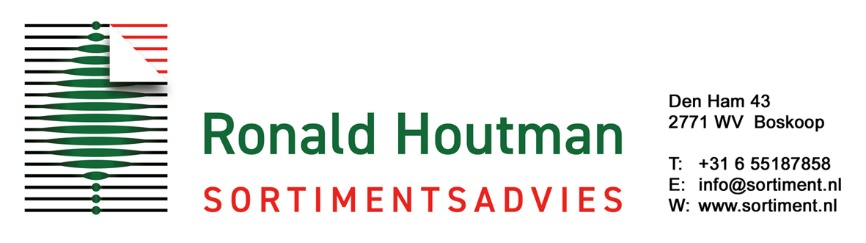 Ronald Houtman
SORTIMENTSADVIES
Den Ham 43
2771 WV Boskoop
T: +31 6 55187858
E: info@sortiment.nl
W: www.sortiment.nl